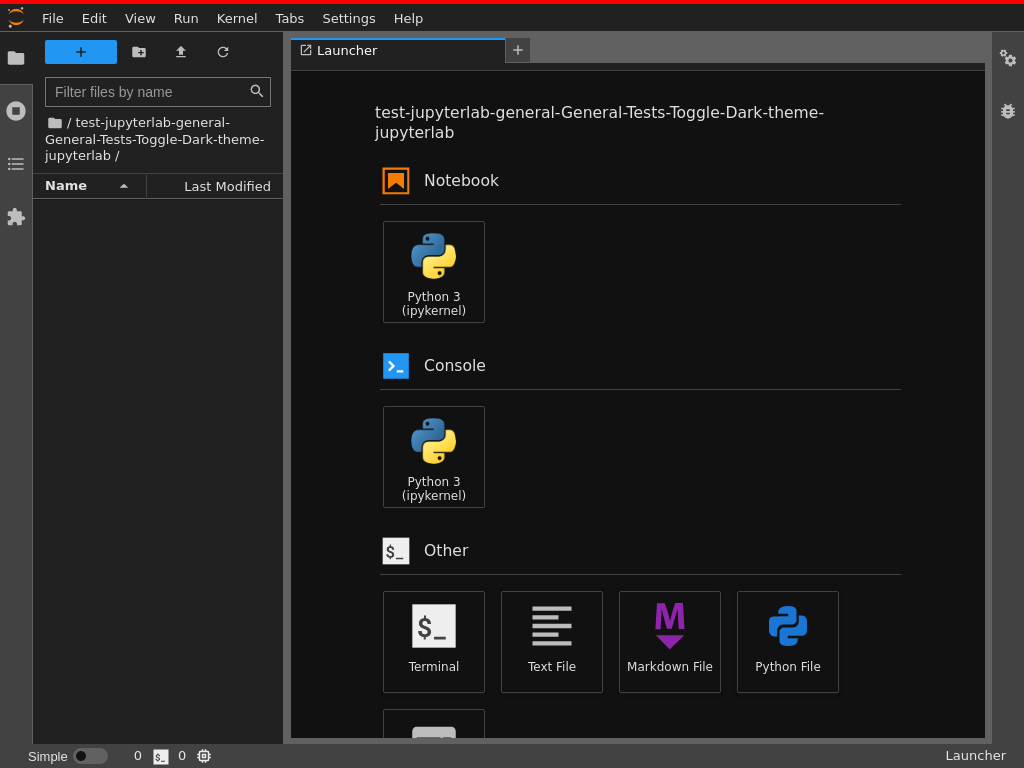 File Edit View Run Kernel Tabs Settings Help
Launcher
Filter files by name
/ test-jupyterlab-general-
General-Tests-Toggle-Dark-theme-
jupyterlab /
Name Last Modified
test-jupyterlab-general-General-Tests-Toggle-Dark-theme-
jupyterlab
Notebook
Python 3
(ipykernel)
Console
Python 3
(ipykernel)
$_ Other
$_
Terminal Text File Markdown File Python File
Simple 0 $_ 0 Launcher